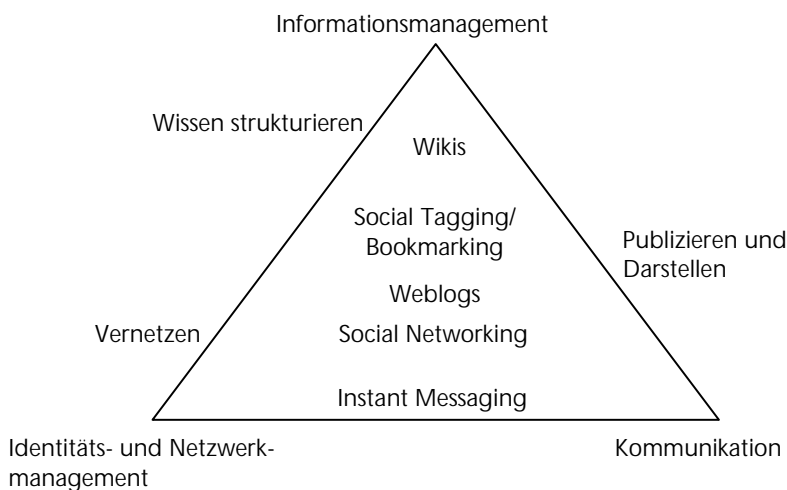 Informationsmanagement
Wissen strukturieren
Wikis
Social Tagging/
Bookmarking
Publizieren und
Darstellen
Weblogs
Vernetzen
Social Networking
Instant Messaging
Identitäts- und Netzwerk-
management
Kommunikation